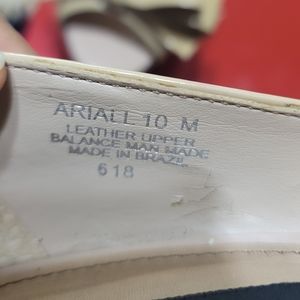 ARIALL 10 M
LEATHER UPPER
BALANCE MAN MADE
MADE IN BRAZIL
618